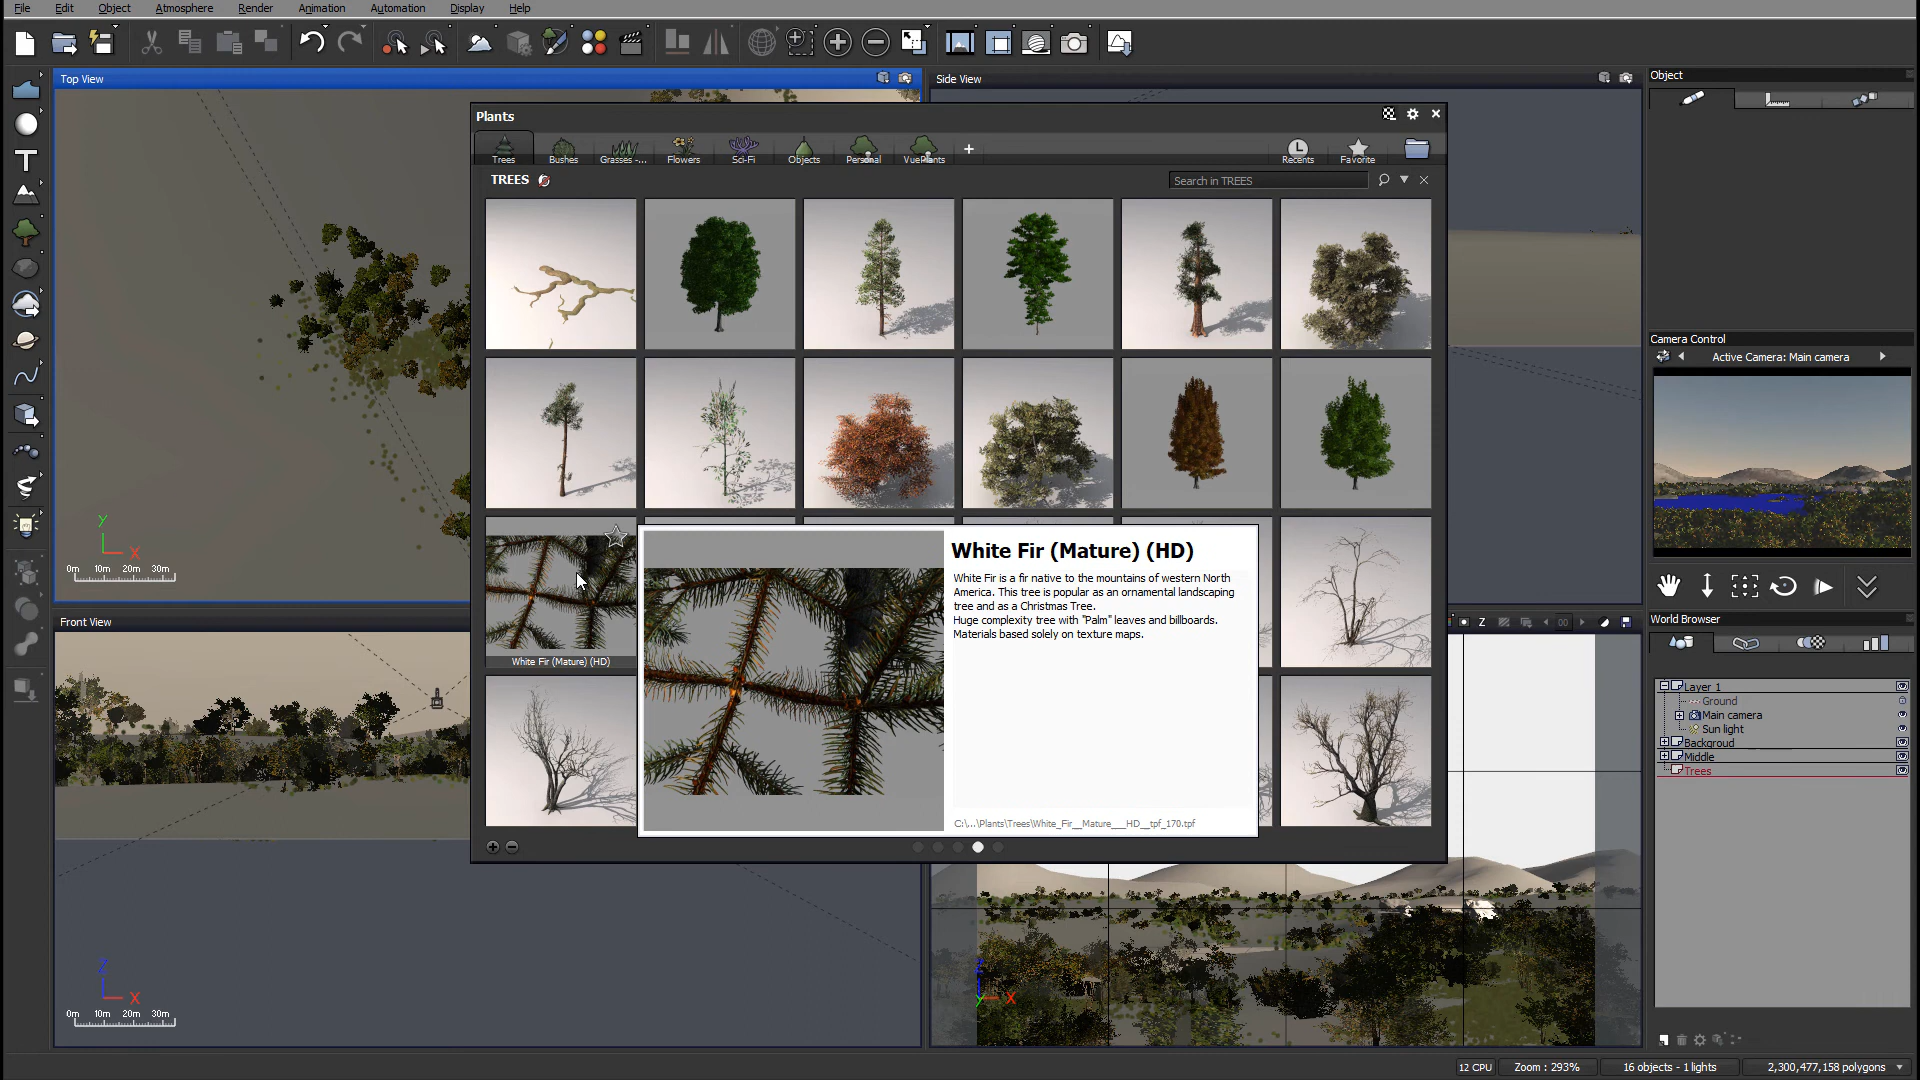 File Edit Object Atmosphere Render Animation Automation Display Help
Top View
Side View
Object
Plants
Trees Bushes Grasses -... Flowers Sci-Fi Objects Personal VuePlants +
Recents Favorite
TREES
Search in TREES
Camera Control
Active Camera: Main camera
White Fir (Mature) (HD)
White Fir (Mature) (HD)
White Fir is a fir native to the mountains of western North
America. This tree is popular as an ornamental landscaping
tree and as a Christmas Tree.
Huge complexity tree with "Palm" leaves and billboards.
Materials based solely on texture maps.
C:\...\Plants\Trees\White_Fir__Mature___HD__tpf_170.tpf
Y
X
0m 10m 20m 30m
Front View
Z
X
0m 10m 20m 30m
Z 00
Z
Y X
World Browser
Layer 1
Ground
Main camera
Sun light
Backgroud
Middle
Trees
12 CPU Zoom : 293% 16 objects - 1 lights 2,300,477,158 polygons